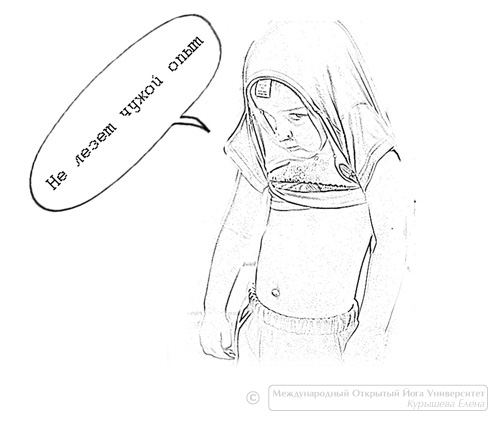 Не лезет чужой опыт
© Международный Открытый Йога Университет
Курышева Елена